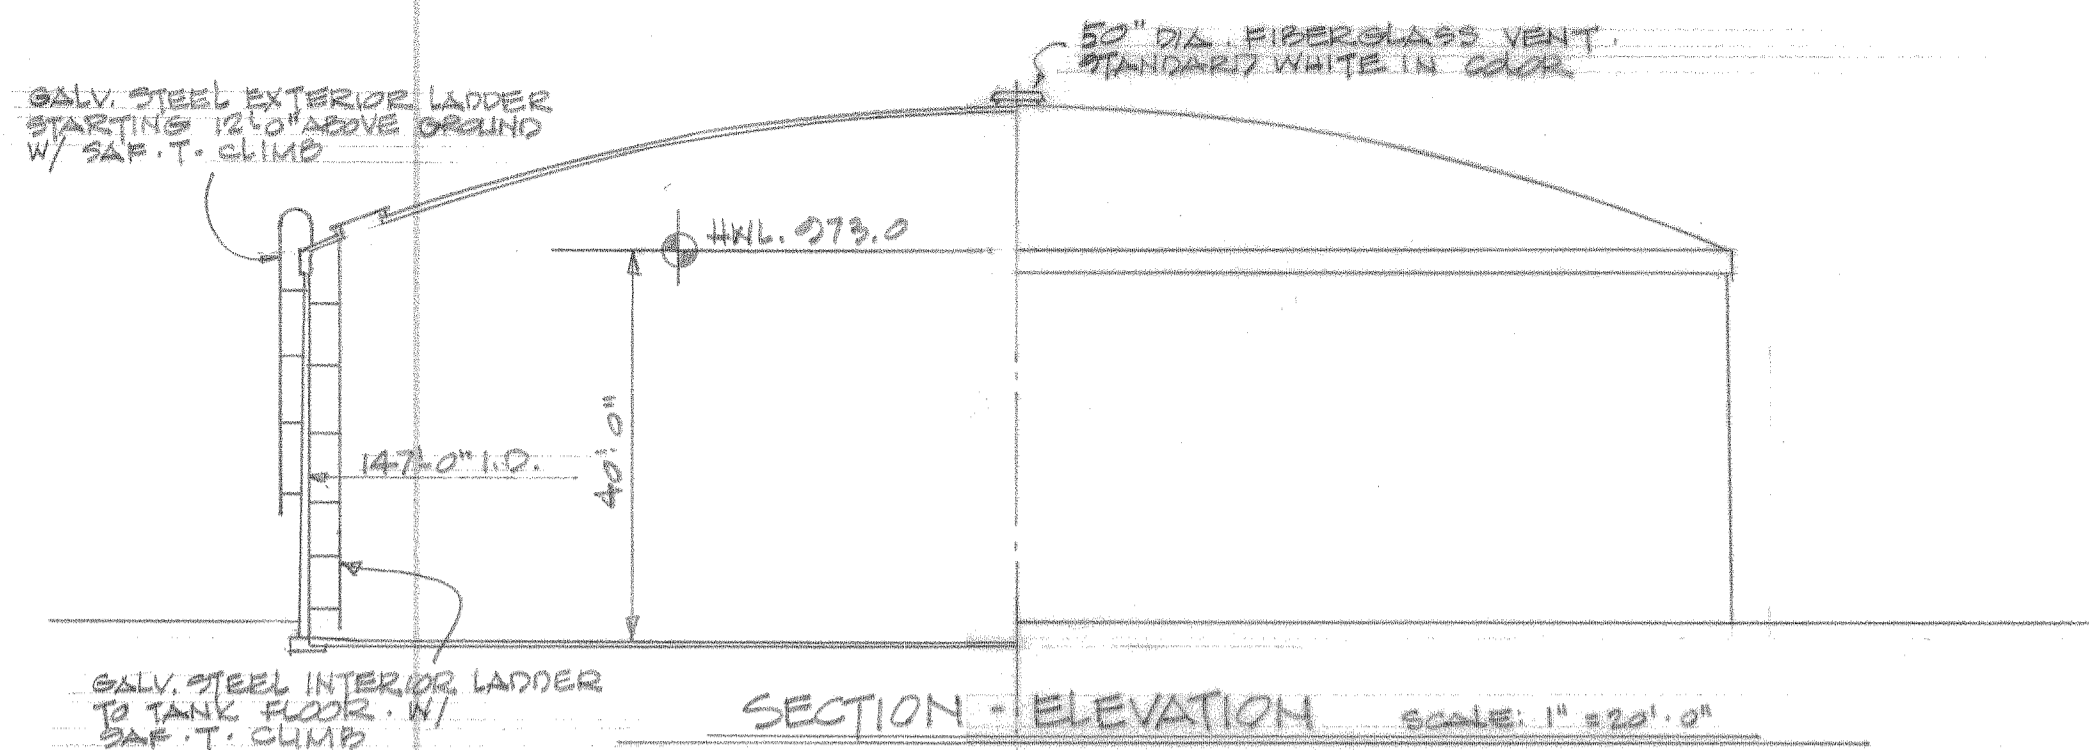 50" DIA. FIBERGLASS VENT.
STANDARD WHITE IN COLOR
GALV. STEEL EXTERIOR LADDER
STARTING 12'-0" ABOVE GROUND
W/ SAF-T-CLIMB
HWL. 973.0
40'-0"
147'-0" I.D.
GALV. STEEL INTERIOR LADDER
TO TANK FLOOR. W/
SAF-T-CLIMB
SECTION - ELEVATION SCALE: 1" = 20'-0"